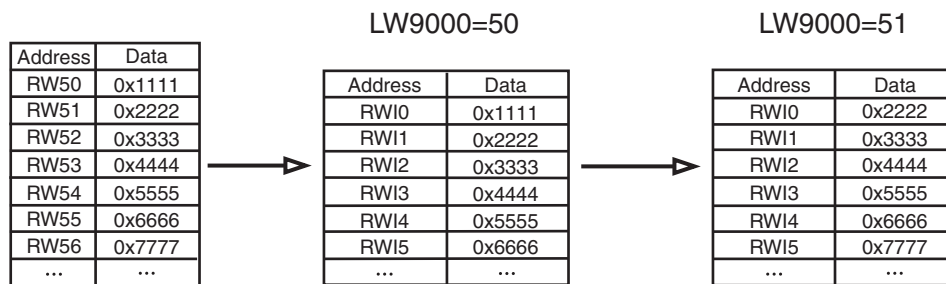 LW9000=50 LW9000=51
Address Data
RW50 0x1111
RW51 0x2222
RW52 0x3333
RW53 0x4444
RW54 0x5555
RW55 0x6666
RW56 0x7777
... ...
Address Data
RWI0 0x1111
RWI1 0x2222
RWI2 0x3333
RWI3 0x4444
RWI4 0x5555
RWI5 0x6666
... ...
Address Data
RWI0 0x2222
RWI1 0x3333
RWI2 0x4444
RWI3 0x5555
RWI4 0x6666
RWI5 0x7777
... ...